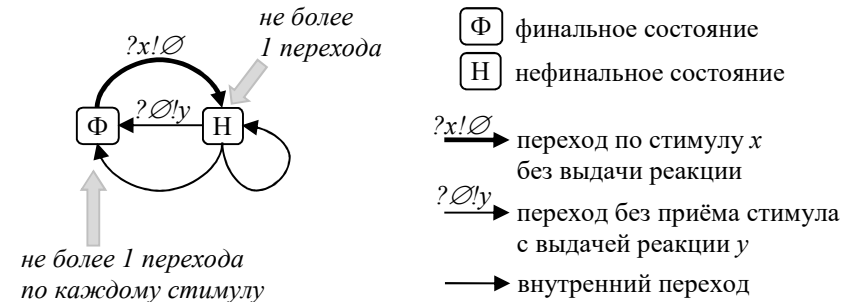 не более
1 перехода
?x!∅
?∅!y
Ф
Н
не более 1 перехода
по каждому стимулу
Ф финальное состояние
Н нефинальное состояние
?x!∅
переход по стимулу x
без выдачи реакции
?∅!y
переход без приёма стимула
с выдачей реакции y
внутренний переход